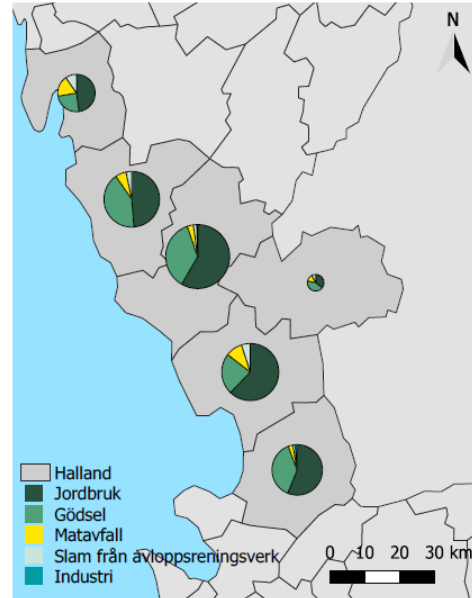 N
Halland
Jordbruk
Gödsel
Matavfall
Slam från avloppsreningsverk
Industri
0 10 20 30 km